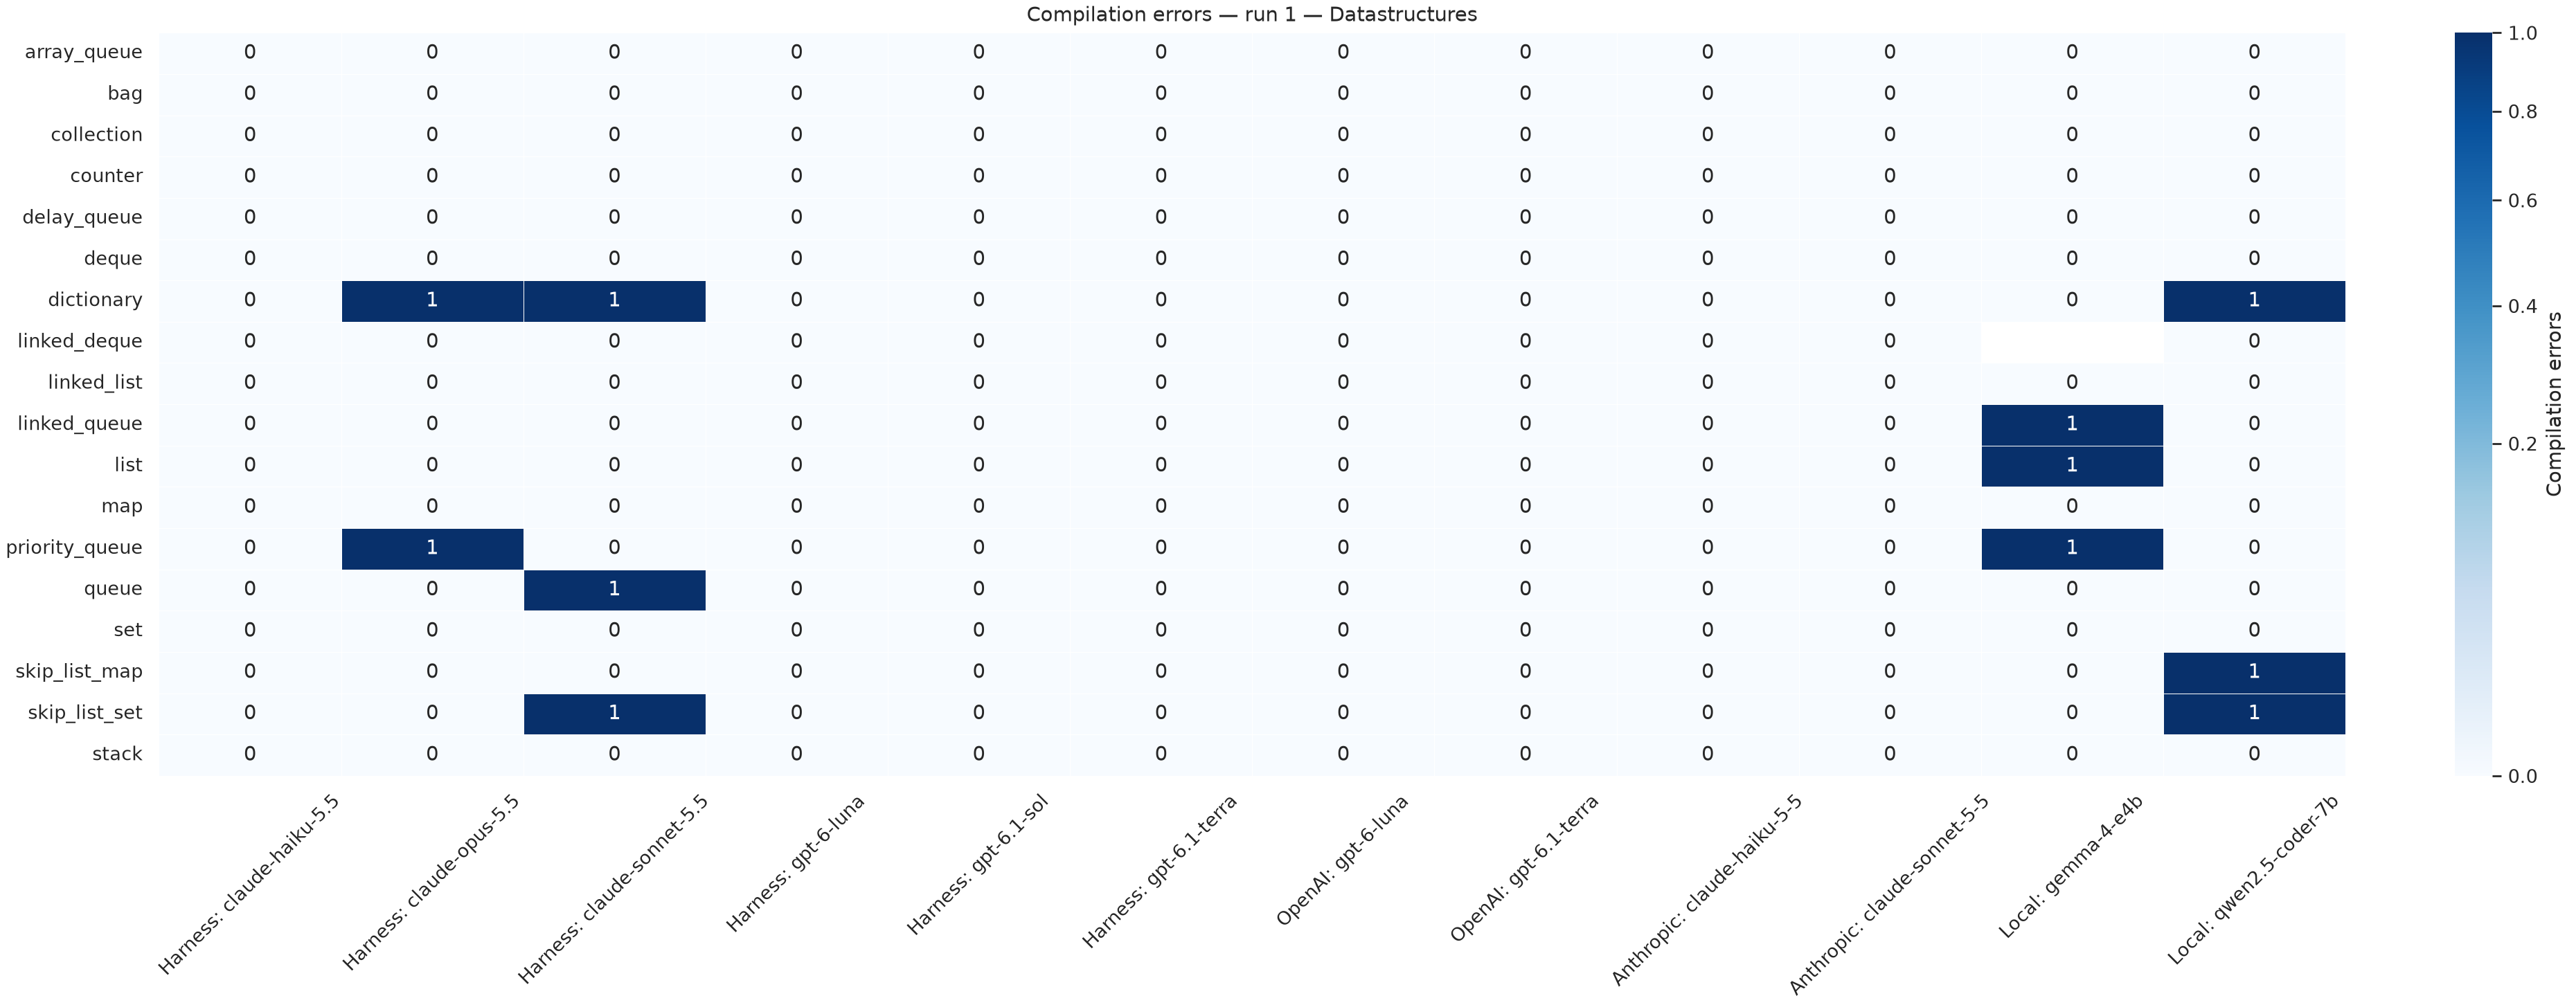 Compilation errors — run 1 — Datastructures
array_queue 0 0 0 0 0 0 0 0 0 0 0 0
bag 0 0 0 0 0 0 0 0 0 0 0 0
collection 0 0 0 0 0 0 0 0 0 0 0 0
counter 0 0 0 0 0 0 0 0 0 0 0 0
delay_queue 0 0 0 0 0 0 0 0 0 0 0 0
deque 0 0 0 0 0 0 0 0 0 0 0 0
dictionary 0 1 1 0 0 0 0 0 0 0 0 1
linked_deque 0 0 0 0 0 0 0 0 0 0 0
linked_list 0 0 0 0 0 0 0 0 0 0 0 0
linked_queue 0 0 0 0 0 0 0 0 0 0 1 0
list 0 0 0 0 0 0 0 0 0 0 1 0
map 0 0 0 0 0 0 0 0 0 0 0 0
priority_queue 0 1 0 0 0 0 0 0 0 0 1 0
queue 0 0 1 0 0 0 0 0 0 0 0 0
set 0 0 0 0 0 0 0 0 0 0 0 0
skip_list_map 0 0 0 0 0 0 0 0 0 0 0 1
skip_list_set 0 0 1 0 0 0 0 0 0 0 0 1
stack 0 0 0 0 0 0 0 0 0 0 0 0
Harness: claude-haiku-5.5
Harness: claude-opus-5.5
Harness: claude-sonnet-5.5
Harness: gpt-6-luna
Harness: gpt-6.1-sol
Harness: gpt-6.1-terra
OpenAI: gpt-6-luna
OpenAI: gpt-6.1-terra
Anthropic: claude-haiku-5-5
Anthropic: claude-sonnet-5-5
Local: gemma-4-e4b
Local: qwen2.5-coder-7b
1.0
0.8
0.6
0.4
0.2
0.0
Compilation errors